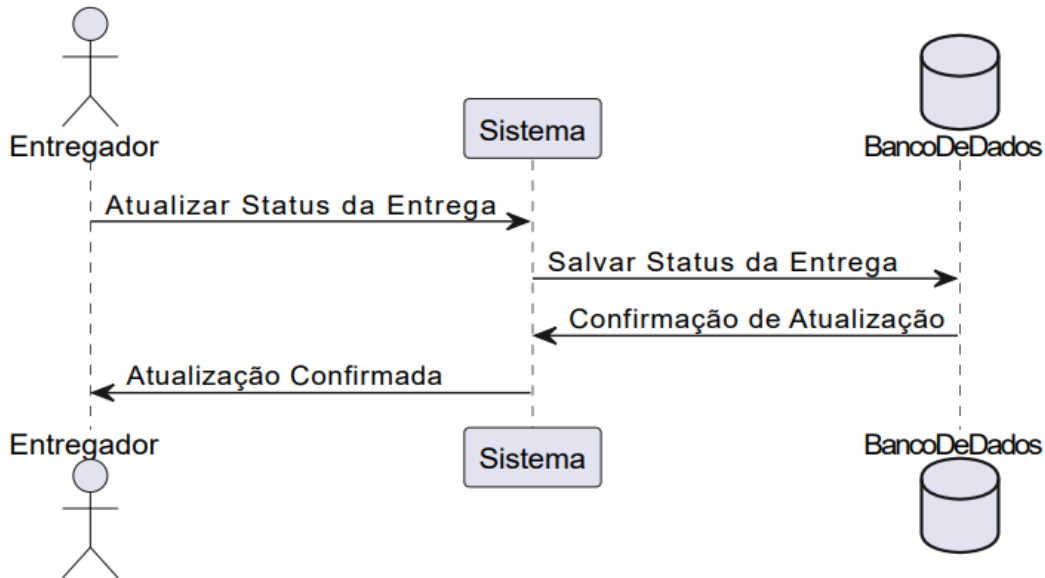 Entregador
Sistema
BancoDeDados
Atualizar Status da Entrega
Salvar Status da Entrega
Confirmação de Atualização
Atualização Confirmada
Entregador
Sistema
BancoDeDados